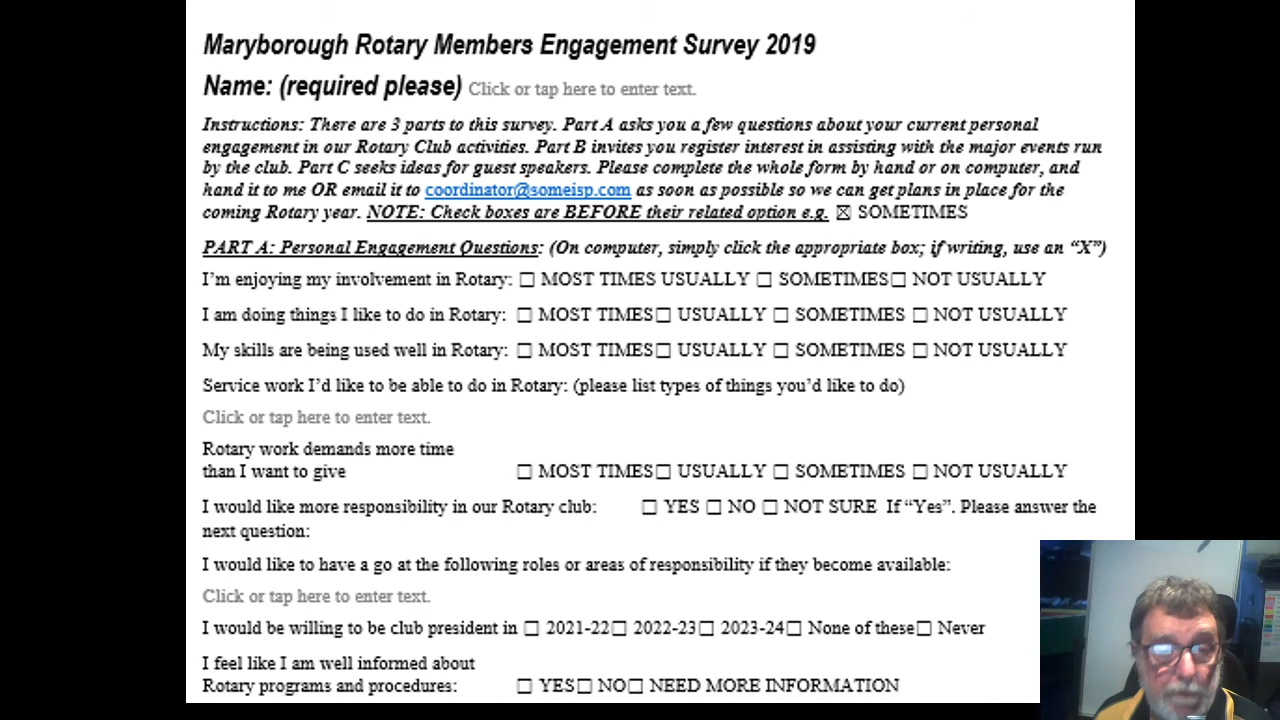 Maryborough Rotary Members Engagement Survey 2019
Name: (required please) Click or tap here to enter text.
Instructions: There are 3 parts to this survey. Part A asks you a few questions about your current personal
engagement in our Rotary Club activities. Part B invites you register interest in assisting with the major events run
by the club. Part C seeks ideas for guest speakers. Please complete the whole form by hand or on computer, and
hand it to me OR email it to coordinator@someisp.com as soon as possible so we can get plans in place for the
coming Rotary year. NOTE: Check boxes are BEFORE their related option e.g. ☒ SOMETIMES
PART A: Personal Engagement Questions: (On computer, simply click the appropriate box; if writing, use an “X”)
I’m enjoying my involvement in Rotary: ☐ MOST TIMES USUALLY ☐ SOMETIMES☐ NOT USUALLY
I am doing things I like to do in Rotary: ☐ MOST TIMES☐ USUALLY ☐ SOMETIMES ☐ NOT USUALLY
My skills are being used well in Rotary: ☐ MOST TIMES☐ USUALLY ☐ SOMETIMES ☐ NOT USUALLY
Service work I’d like to be able to do in Rotary: (please list types of things you’d like to do)
Click or tap here to enter text.
Rotary work demands more time
than I want to give ☐ MOST TIMES☐ USUALLY ☐ SOMETIMES ☐ NOT USUALLY
I would like more responsibility in our Rotary club: ☐ YES ☐ NO ☐ NOT SURE If “Yes”. Please answer the
next question:
I would like to have a go at the following roles or areas of responsibility if they become available:
Click or tap here to enter text.
I would be willing to be club president in ☐ 2021-22☐ 2022-23☐ 2023-24☐ None of these☐ Never
I feel like I am well informed about
Rotary programs and procedures: ☐ YES☐ NO☐ NEED MORE INFORMATION